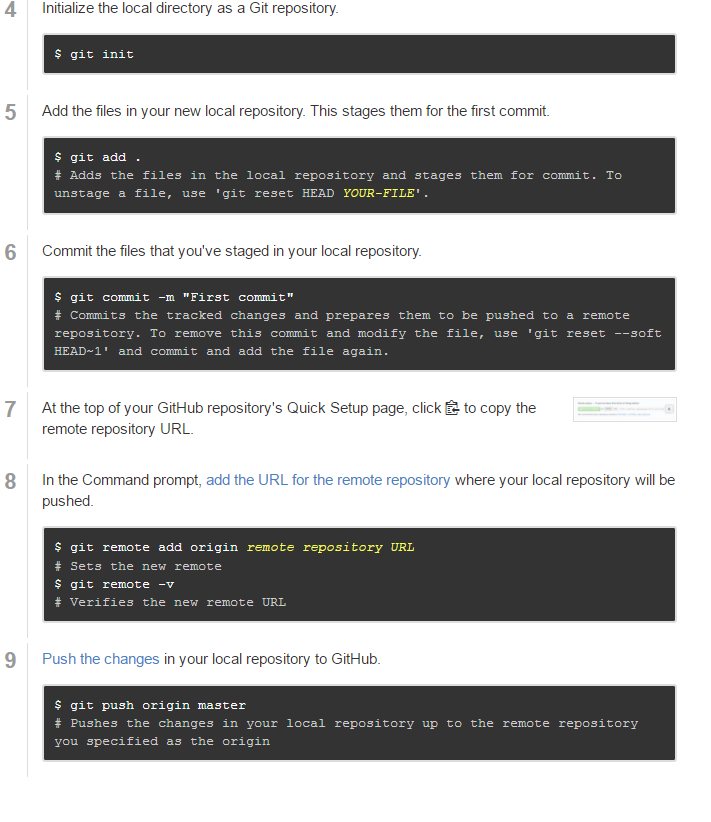 4 Initialize the local directory as a Git repository.
$ git init
5 Add the files in your new local repository. This stages them for the first commit.
$ git add .
# Adds the files in the local repository and stages them for commit. To
unstage a file, use 'git reset HEAD YOUR-FILE'.
6 Commit the files that you've staged in your local repository.
$ git commit -m "First commit"
# Commits the tracked changes and prepares them to be pushed to a remote
repository. To remove this commit and modify the file, use 'git reset --soft
HEAD~1' and commit and add the file again.
7 At the top of your GitHub repository's Quick Setup page, click to copy the
remote repository URL.
8 In the Command prompt, add the URL for the remote repository where your local repository will be
pushed.
$ git remote add origin remote repository URL
# Sets the new remote
$ git remote -v
# Verifies the new remote URL
9 Push the changes in your local repository to GitHub.
$ git push origin master
# Pushes the changes in your local repository up to the remote repository
you specified as the origin